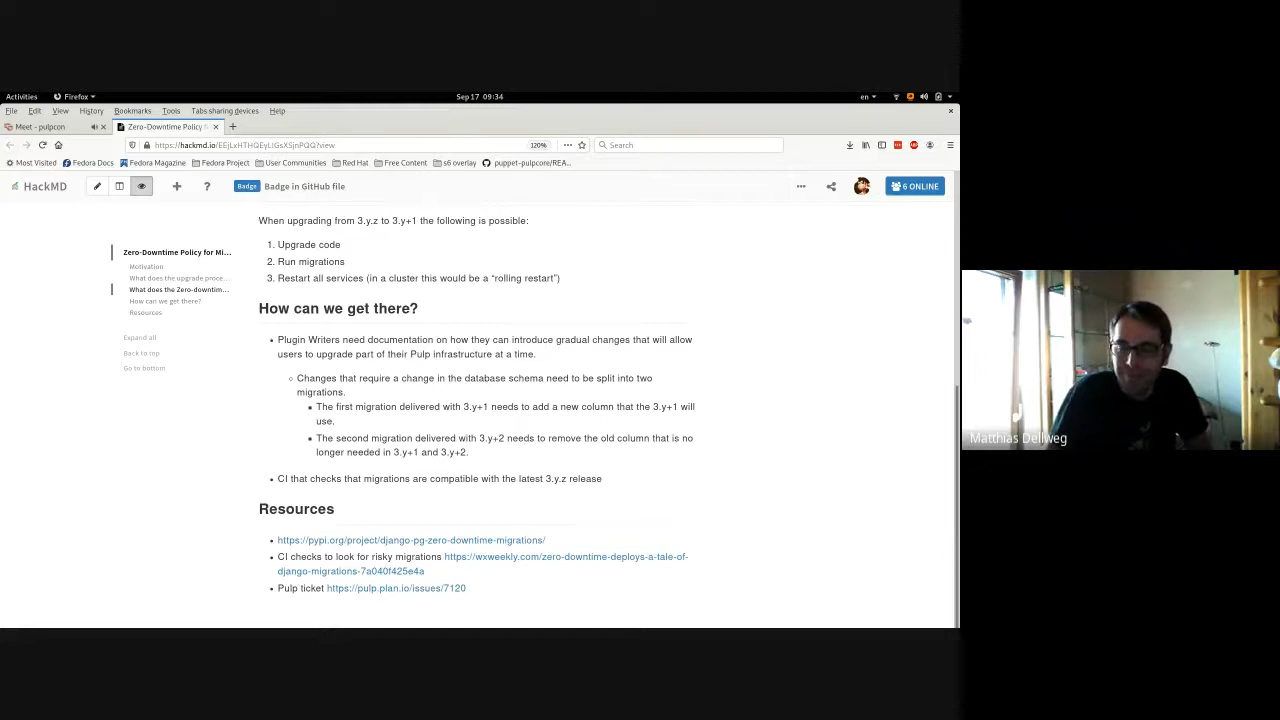 Activities
Firefox
Sep 17 09:34
en
File Edit View History Bookmarks Tools Tabs sharing devices Help
Meet - pulpcon
Zero-Downtime Policy f
https://hackmd.io/EEjLxHTHQEyLIGsXSjnPQQ?view
120%
Search
Most Visited Fedora Docs Fedora Magazine Fedora Project User Communities Red Hat Free Content s6 overlay puppet-pulpcore/REA...
HackMD
Badge Badge in GitHub file
6 ONLINE
When upgrading from 3.y.z to 3.y+1 the following is possible:
1. Upgrade code
2. Run migrations
3. Restart all services (in a cluster this would be a “rolling restart”)
Zero-Downtime Policy for Mi...
Motivation
What does the upgrade proce...
What does the Zero-downtim...
How can we get there?
Resources
Expand all
Back to top
Go to bottom
How can we get there?
• Plugin Writers need documentation on how they can introduce gradual changes that will allow
users to upgrade part of their Pulp infrastructure at a time.
◦ Changes that require a change in the database schema need to be split into two
migrations.
▪ The first migration delivered with 3.y+1 needs to add a new column that the 3.y+1 will
use.
▪ The second migration delivered with 3.y+2 needs to remove the old column that is no
longer needed in 3.y+1 and 3.y+2.
• CI that checks that migrations are compatible with the latest 3.y.z release
Resources
• https://pypi.org/project/django-pg-zero-downtime-migrations/
• CI checks to look for risky migrations https://wxweekly.com/zero-downtime-deploys-a-tale-of-
django-migrations-7a040f425e4a
• Pulp ticket https://pulp.plan.io/issues/7120
Matthias Dellweg